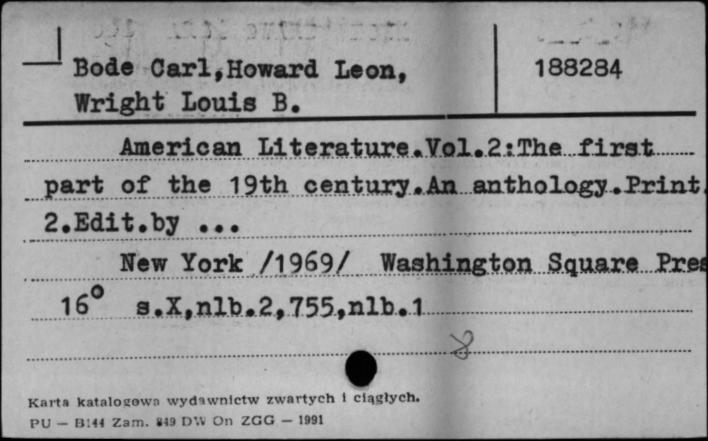 Bode Carl,Howard Leon,
Wright Louis B.
188284
American Literature.Vol.2:The first
part of the 19th century.An anthology.Print.
2.Edit.by ...
New York /1969/ Washington Square Pres
16° s.X,nlb.2,755,nlb.1
Karta katalogowa wydawnictw zwartych i ciągłych.
PU — B144 Zam. 849 DW On ZGG — 1991